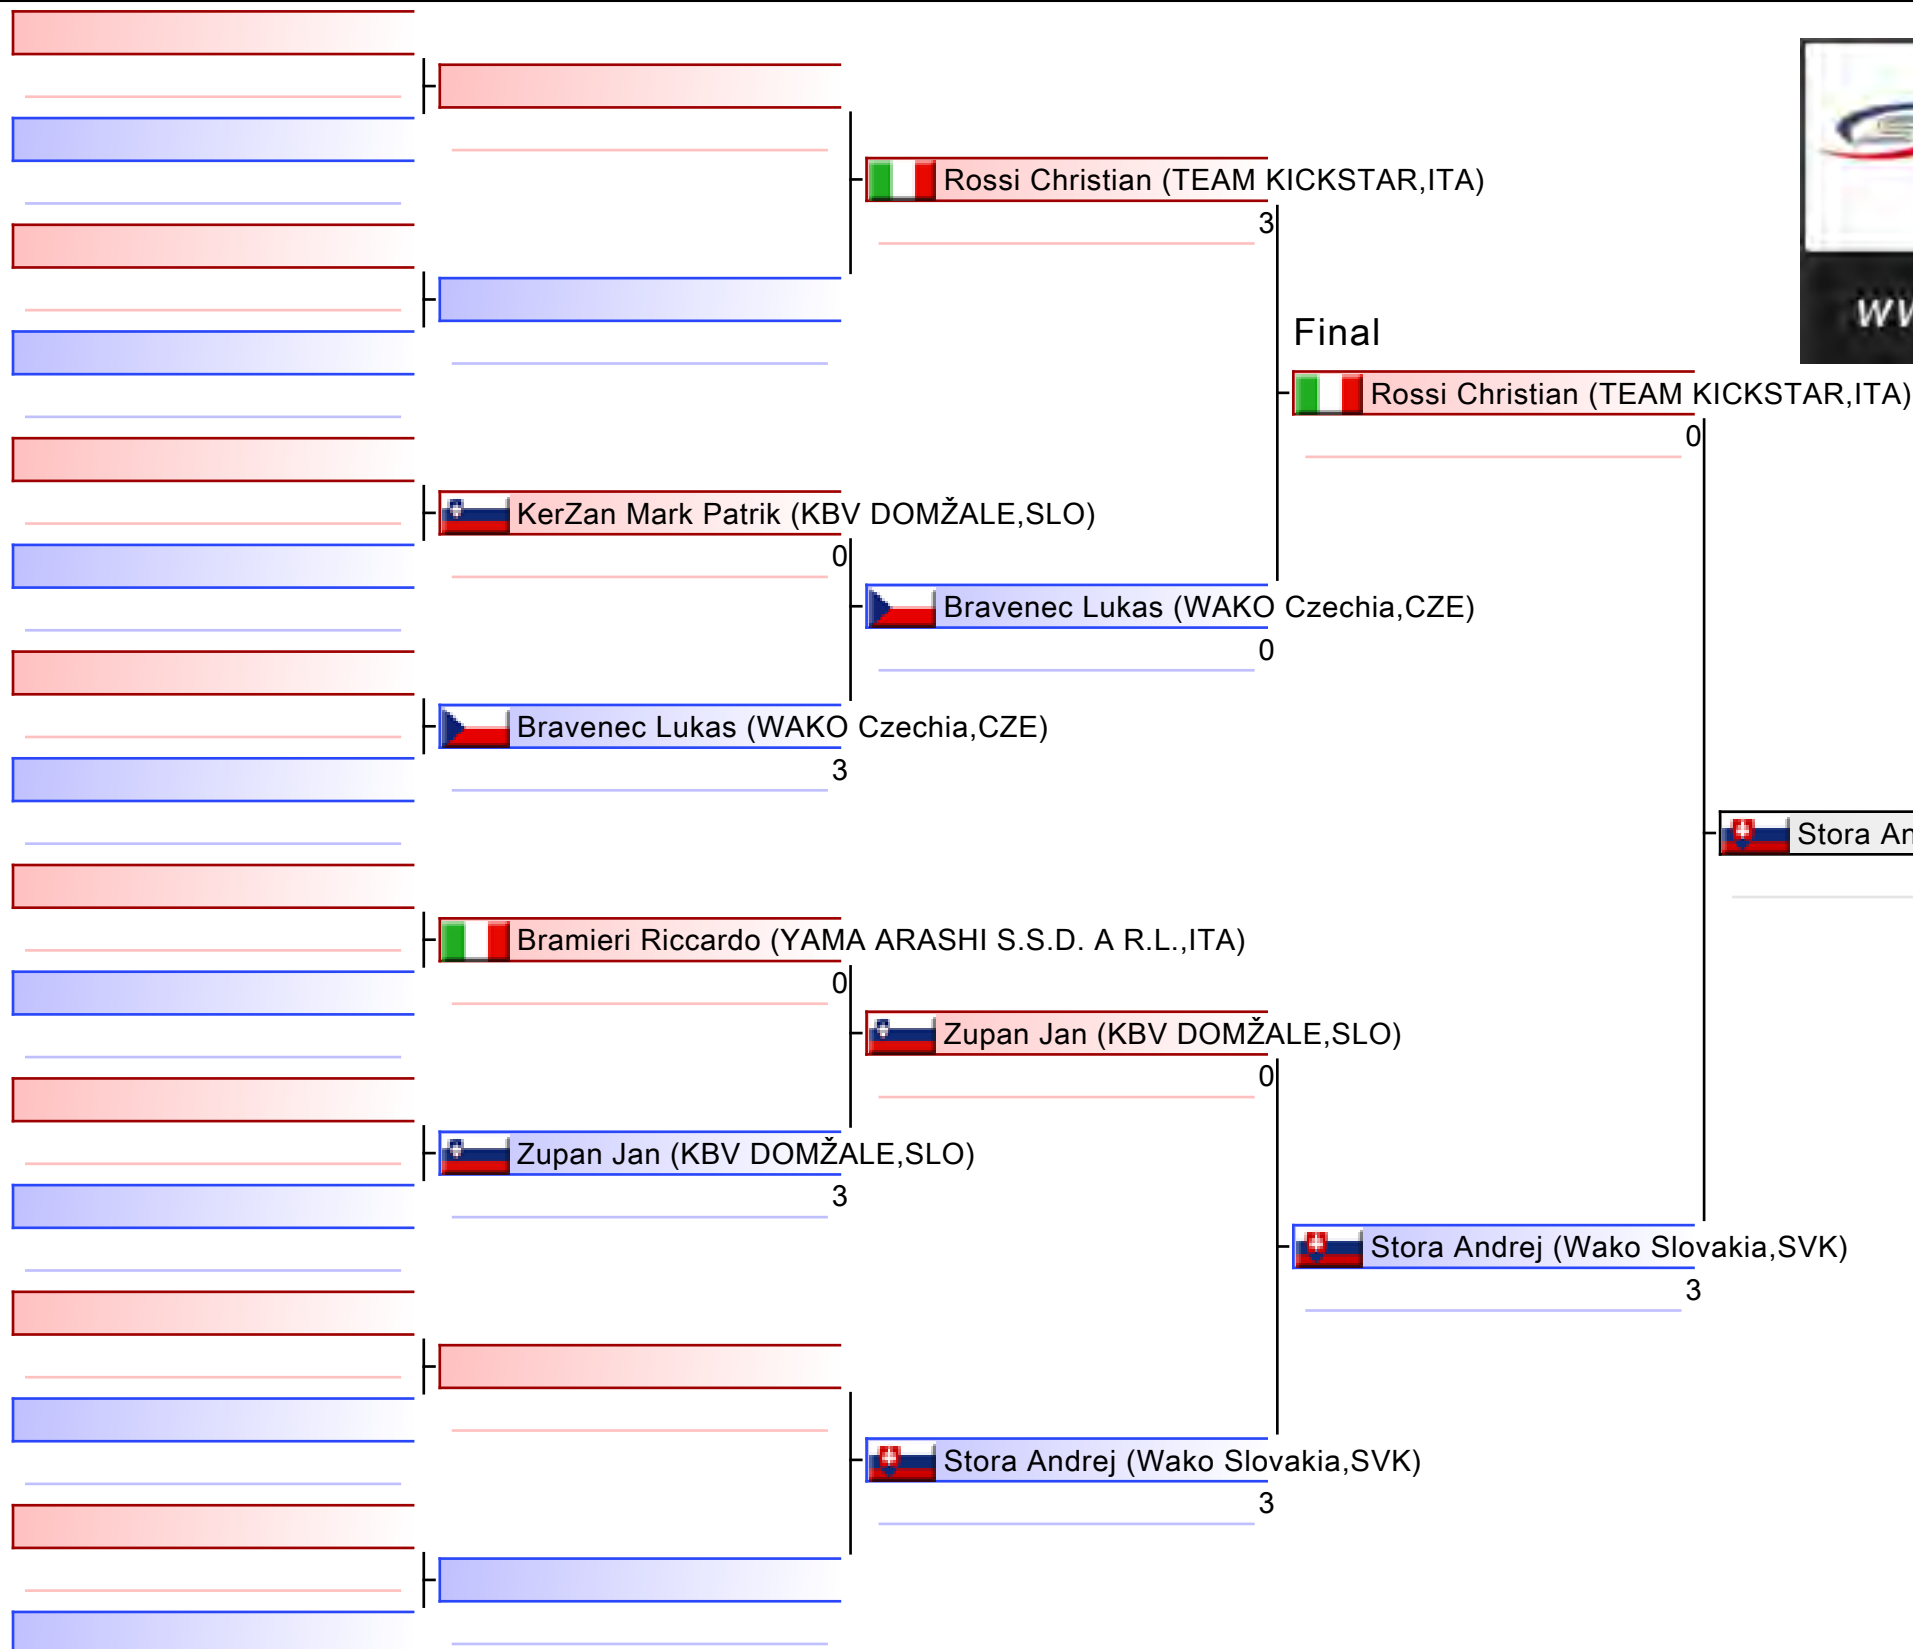 Rossi Christian (TEAM KICKSTAR,ITA)
3
Final
Rossi Christian (TEAM KICKSTAR,ITA)
0
KerZan Mark Patrik (KBV DOMŽALE,SLO)
0
Bravenec Lukas (WAKO Czechia,CZE)
0
Bravenec Lukas (WAKO Czechia,CZE)
3
Stora
Bramieri Riccardo (YAMA ARASHI S.S.D. A R.L.,ITA)
0
Zupan Jan (KBV DOMŽALE,SLO)
0
Zupan Jan (KBV DOMŽALE,SLO)
3
Stora Andrej (Wako Slovakia,SVK)
3
Stora Andrej (Wako Slovakia,SVK)
3